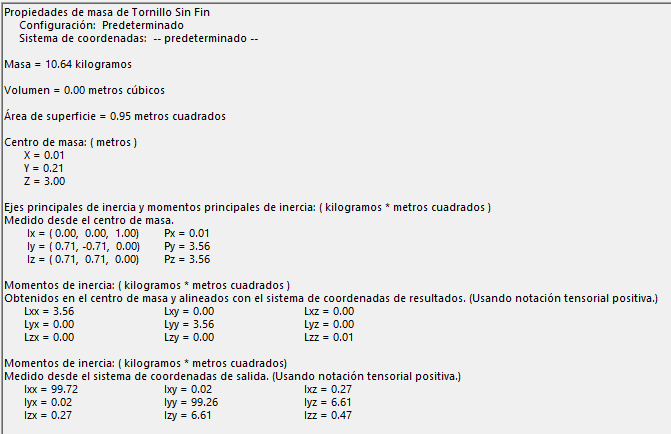 Propiedades de masa de Tornillo Sin Fin
Configuración: Predeterminado
Sistema de coordenadas: -- predeterminado --
Masa = 10.64 kilogramos
Volumen = 0.00 metros cúbicos
Área de superficie = 0.95 metros cuadrados
Centro de masa: ( metros )
X = 0.01
Y = 0.21
Z = 3.00
Ejes principales de inercia y momentos principales de inercia: ( kilogramos * metros cuadrados )
Medido desde el centro de masa.
Ix = ( 0.00, 0.00, 1.00) Px = 0.01
Iy = ( 0.71, -0.71, 0.00) Py = 3.56
Iz = ( 0.71, 0.71, 0.00) Pz = 3.56
Momentos de inercia: ( kilogramos * metros cuadrados )
Obtenidos en el centro de masa y alineados con el sistema de coordenadas de resultados. (Usando notación tensorial positiva.)
Lxx = 3.56 Lxy = 0.00 Lxz = 0.00
Lyx = 0.00 Lyy = 3.56 Lyz = 0.00
Lzx = 0.00 Lzy = 0.00 Lzz = 0.01
Momentos de inercia: ( kilogramos * metros cuadrados)
Medido desde el sistema de coordenadas de salida. (Usando notación tensorial positiva.)
Ixx = 99.72 Ixy = 0.02 Ixz = 0.27
Iyx = 0.02 Iyy = 99.26 Iyz = 6.61
Izx = 0.27 Izy = 6.61 Izz = 0.47